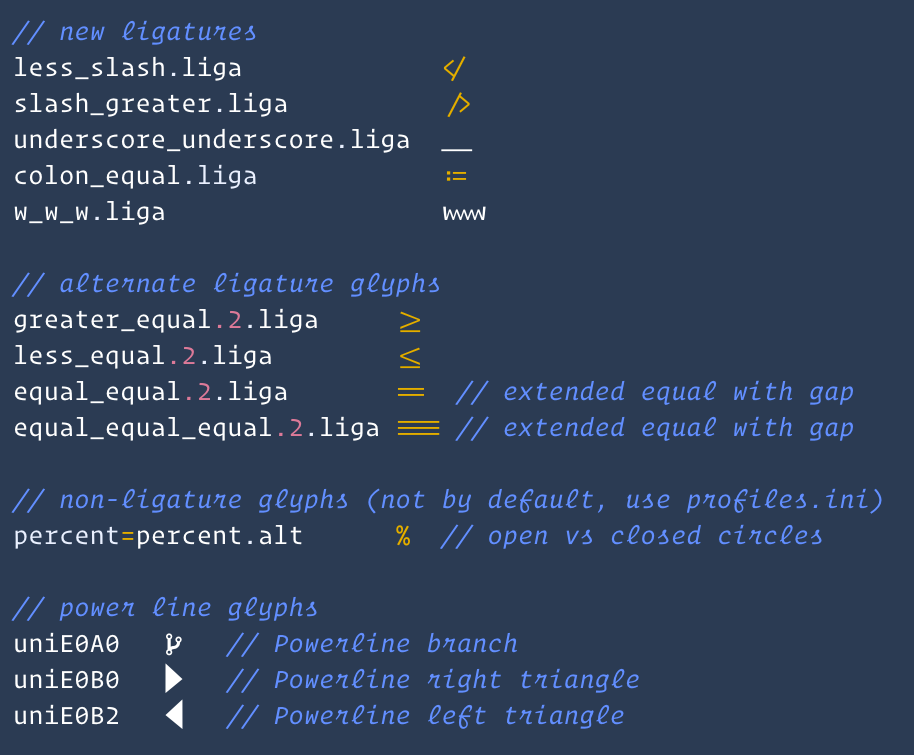 // new ligatures
less_slash.liga </
slash_greater.liga />
underscore_underscore.liga __
colon_equal.liga :=
w_w_w.liga www
// alternate ligature glyphs
greater_equal.2.liga ≥
less_equal.2.liga ≤
equal_equal.2.liga == // extended equal with gap
equal_equal_equal.2.liga === // extended equal with gap
// non-ligature glyphs (not by default, use profiles.ini)
percent=percent.alt % // open vs closed circles
// power line glyphs
uniE0A0  // Powerline branch
uniE0B0  // Powerline right triangle
uniE0B2  // Powerline left triangle